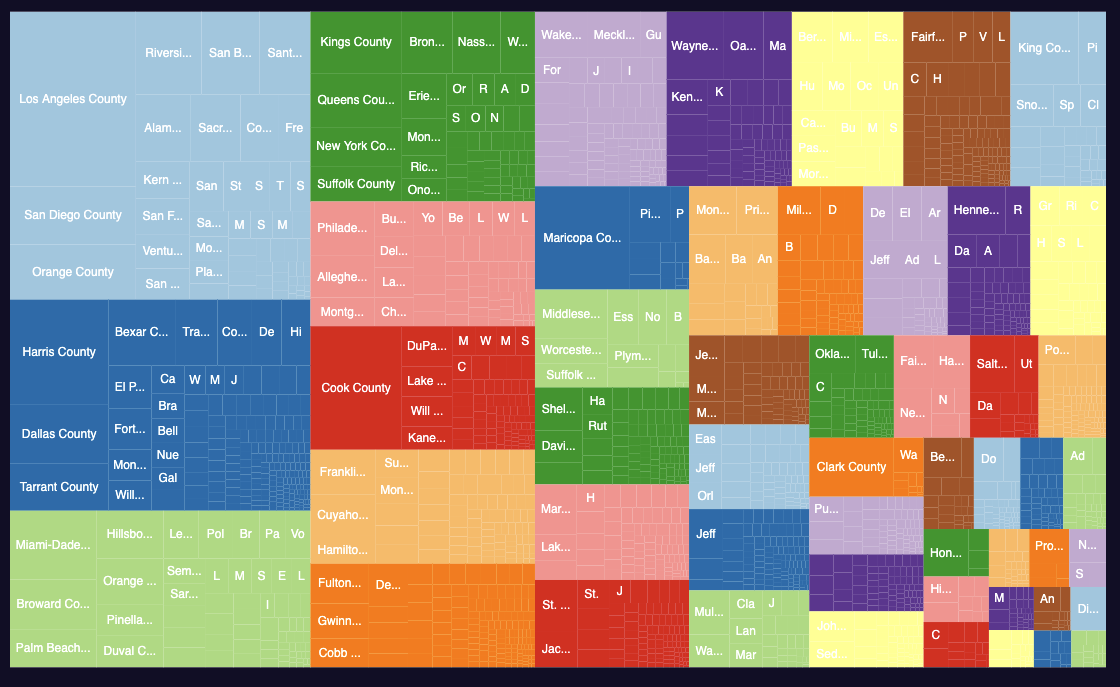 Los Angeles County
Riversi...
San B...
Sant...
Alam...
Sacr...
Co...
Fre
Kern ...
San
St
S
T
S
San Diego County
San F...
Sa...
M
S
M
Orange County
Ventu...
Mo...
San ...
Pla...
Harris County
Bexar C...
Tra...
Co...
De
Hi
El P...
Ca
W
M
J
Bra
Dallas County
Fort...
Bell
Nue
Mon...
Gal
Tarrant County
Will...
Miami-Dade...
Hillsbo...
Le...
Pol
Br
Pa
Vo
Orange ...
Sem...
L
M
S
E
L
Sar...
Broward Co...
Pinella...
I
Palm Beach...
Duval C...
Kings County
Bron...
Nass...
W...
Queens Cou...
Erie...
Or
R
A
D
S
O
N
New York Co...
Mon...
Ric...
Suffolk County
Ono...
Philade...
Bu...
Yo
Be
L
W
L
Del...
Alleghe...
La...
Montg...
Ch...
Cook County
DuPa...
M
W
M
S
C
Lake ...
Will ...
Kane...
Frankli...
Su...
Mon...
Cuyaho...
Hamilto...
Fulton...
De...
Gwinn...
Cobb ...
Wake...
Meckl...
Gu
For
J
I
Wayne...
Oa...
Ma
Ken...
K
Ber...
Mi...
Es...
Hu
Mo
Oc
Un
Ca...
Bu
M
S
Pas...
Mor...
Fairf...
P
V
L
C
H
King Co...
Pi
Sno...
Sp
Cl
Maricopa Co...
Pi...
P
Middlese...
Ess
No
B
Worceste...
Plym...
Suffolk ...
Shel...
Ha
Rut
Davi...
Mar...
H
Lak...
St. ...
St.
J
Jac...
Mon...
Pri...
Ba...
Ba
An
Mil...
D
B
De
El
Ar
Jeff
Ad
L
Henne...
R
Da
A
H
S
L
Je...
M...
M...
Eas
Jeff
Orl
Jeff
Mul...
Cla
J
Lan
Wa...
Mar
Okla...
Tul...
C
Fai...
Ha...
Ne...
N
Salt...
Ut
Da
Po...
Clark County
Wa
Pu...
Joh...
Sed...
Be...
Do
Ad
Hon...
Pro...
N...
S
Hi...
M
An
Di...
C